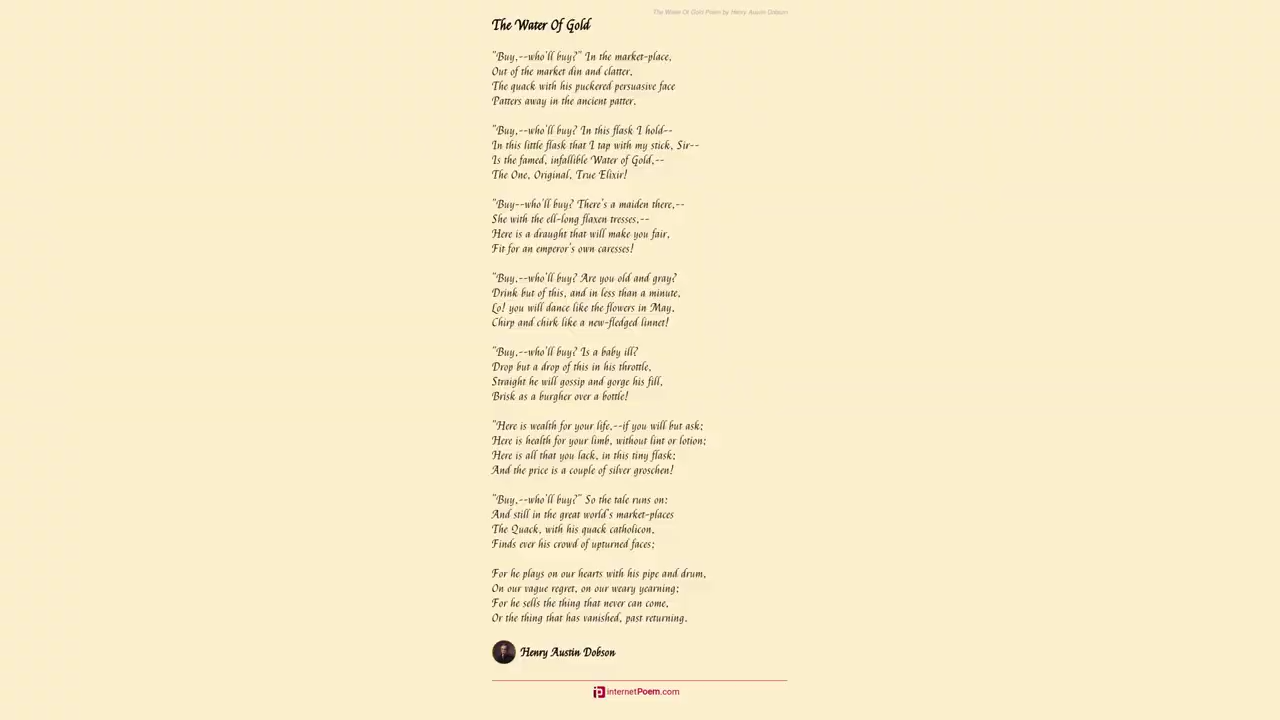 The Water Of Gold Poem by Henry Austin Dobson
The Water Of Gold
"Buy,--who'll buy?" In the market-place,
Out of the market din and clatter,
The quack with his puckered persuasive face
Patters away in the ancient patter.
"Buy,--who'll buy? In this flask I hold--
In this little flask that I tap with my stick, Sir--
Is the famed, infallible Water of Gold,--
The One, Original, True Elixir!
"Buy--who'll buy? There's a maiden there,--
She with the ell-long flaxen tresses,--
Here is a draught that will make you fair,
Fit for an emperor's own caresses!
"Buy,--who'll buy? Are you old and gray?
Drink but of this, and in less than a minute,
Lo! you will dance like the flowers in May,
Chirp and chirk like a new-fledged linnet!
"Buy,--who'll buy? Is a baby ill?
Drop but a drop of this in his throttle,
Straight he will gossip and gorge his fill,
Brisk as a burgher over a bottle!
"Here is wealth for your life,--if you will but ask;
Here is health for your limb, without lint or lotion;
Here is all that you lack, in this tiny flask;
And the price is a couple of silver groschen!
"Buy,--who'll buy?" So the tale runs on:
And still in the great world's market-places
The Quack, with his quack catholicon,
Finds ever his crowd of upturned faces;
For he plays on our hearts with his pipe and drum,
On our vague regret, on our weary yearning;
For he sells the thing that never can come,
Or the thing that has vanished, past returning.
Henry Austin Dobson
internetPoem.com